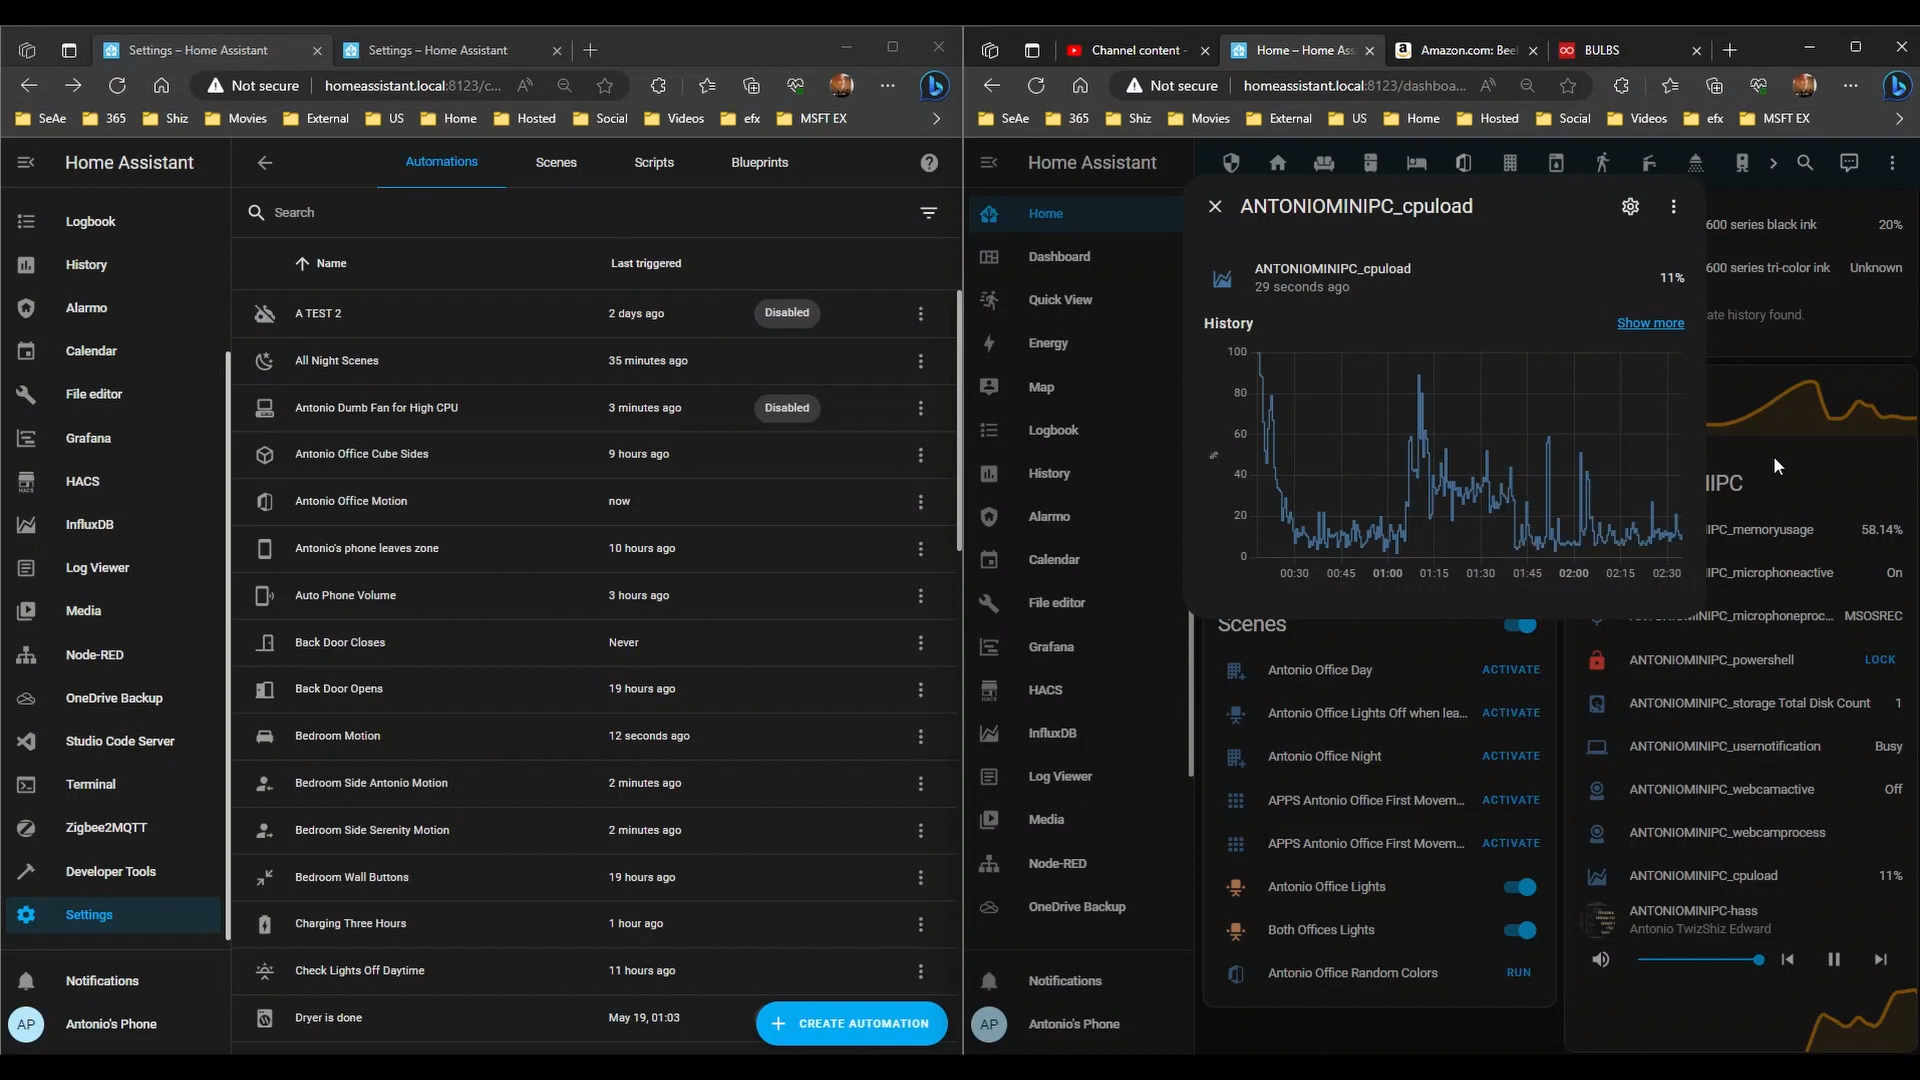 Settings – Home Assistant
Settings – Home Assistant
Not secure
homeassistant.local:8123/c...
SeAe
365
Shiz
Movies
External
US
Home
Hosted
Social
Videos
efx
MSFT EX
Home Assistant
Logbook
History
Alarmo
Calendar
File editor
Grafana
HACS
InfluxDB
Log Viewer
Media
Node-RED
OneDrive Backup
Studio Code Server
Terminal
Zigbee2MQTT
Developer Tools
Settings
Notifications
AP
Antonio's Phone
Automations
Scenes
Scripts
Blueprints
Search
Name
Last triggered
A TEST 2
2 days ago
Disabled
All Night Scenes
35 minutes ago
Antonio Dumb Fan for High CPU
3 minutes ago
Disabled
Antonio Office Cube Sides
9 hours ago
Antonio Office Motion
now
Antonio's phone leaves zone
10 hours ago
Auto Phone Volume
3 hours ago
Back Door Closes
Never
Back Door Opens
19 hours ago
Bedroom Motion
12 seconds ago
Bedroom Side Antonio Motion
2 minutes ago
Bedroom Side Serenity Motion
2 minutes ago
Bedroom Wall Buttons
19 hours ago
Charging Three Hours
1 hour ago
Check Lights Off Daytime
11 hours ago
Dryer is done
May 19, 01:03
CREATE AUTOMATION
Channel content -
Home – Home Ass
Amazon.com: Bee
BULBS
Not secure
homeassistant.local:8123/dashboa...
SeAe
365
Shiz
Movies
External
US
Home
Hosted
Social
Videos
efx
MSFT EX
Home Assistant
Home
Dashboard
Quick View
Energy
Map
Logbook
History
Alarmo
Calendar
File editor
Grafana
HACS
InfluxDB
Log Viewer
Media
Node-RED
OneDrive Backup
Notifications
AP
Antonio's Phone
ANTONIOMINIPC_cpuload
ANTONIOMINIPC_cpuload
29 seconds ago
11%
History
Show more
100
80
60
40
20
0
%
00:30
00:45
01:00
01:15
01:30
01:45
02:00
02:15
02:30
Scenes
Antonio Office Day
ACTIVATE
Antonio Office Lights Off when lea...
ACTIVATE
Antonio Office Night
ACTIVATE
APPS Antonio Office First Movem...
ACTIVATE
APPS Antonio Office First Movem...
ACTIVATE
Antonio Office Lights
Both Offices Lights
Antonio Office Random Colors
RUN
600 series black ink
20%
600 series tri-color ink
Unknown
ate history found.
IIPC
IPC_memoryusage
58.14%
IPC_microphoneactive
On
ANTONIOMINIPC_microphoneproc...
MSOSREC
ANTONIOMINIPC_powershell
LOCK
ANTONIOMINIPC_storage Total Disk Count
1
ANTONIOMINIPC_usernotification
Busy
ANTONIOMINIPC_webcamactive
Off
ANTONIOMINIPC_webcamprocess
ANTONIOMINIPC_cpuload
11%
ANTONIOMINIPC-hass
Antonio TwizShiz Edward